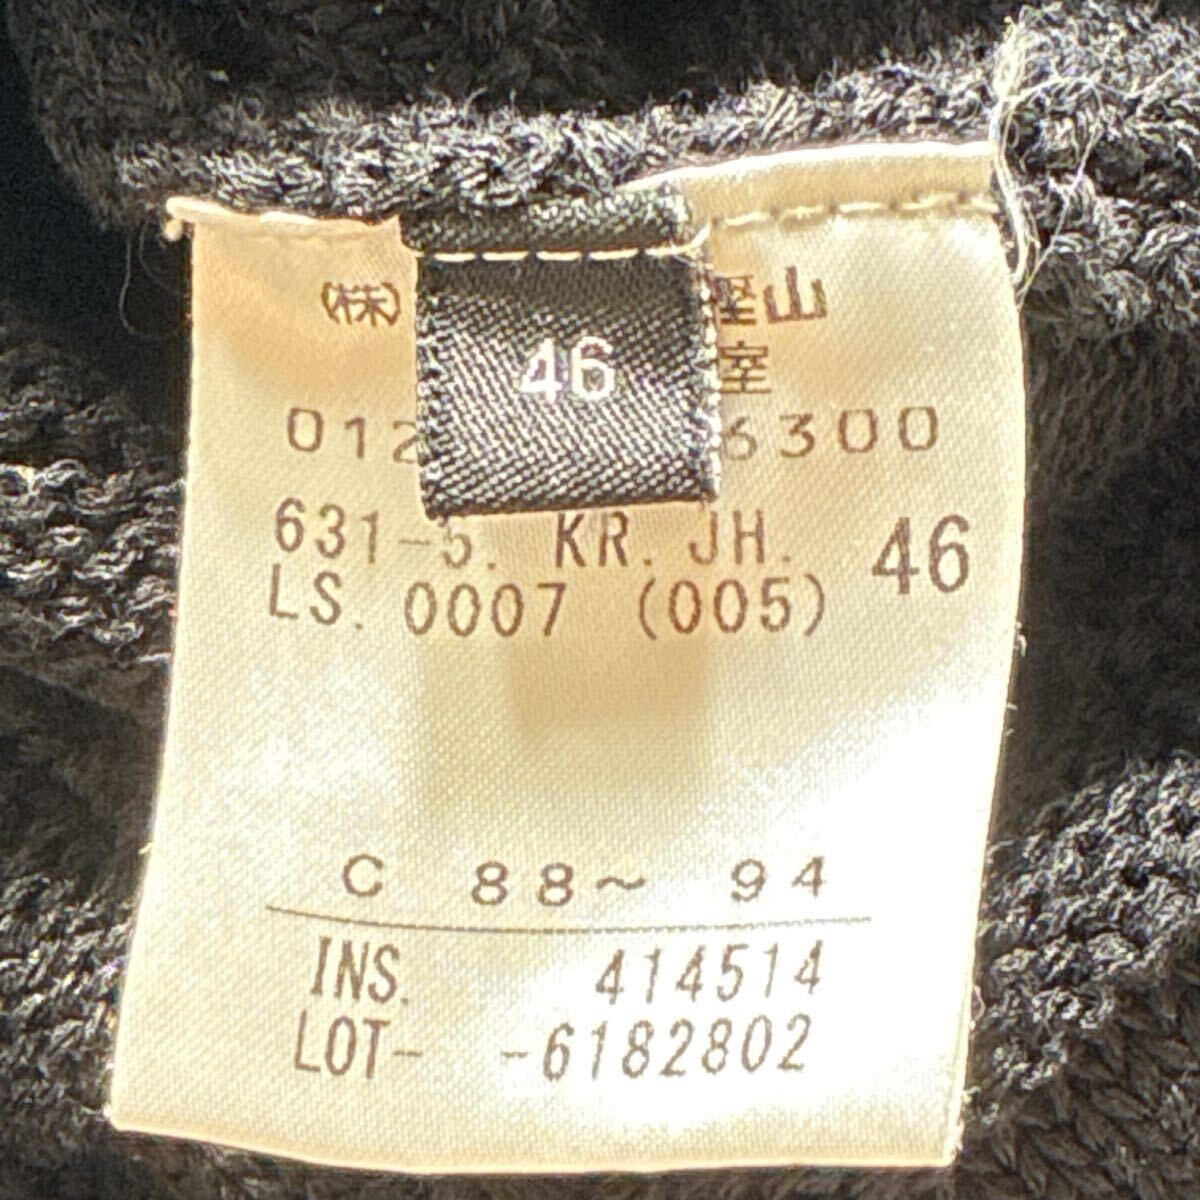 (株) 樫山
46
室
012 6300
631-5. KR. JH. 46
LS. 0007 (005)
C 88~ 94
INS. 414514
LOT- -6182802